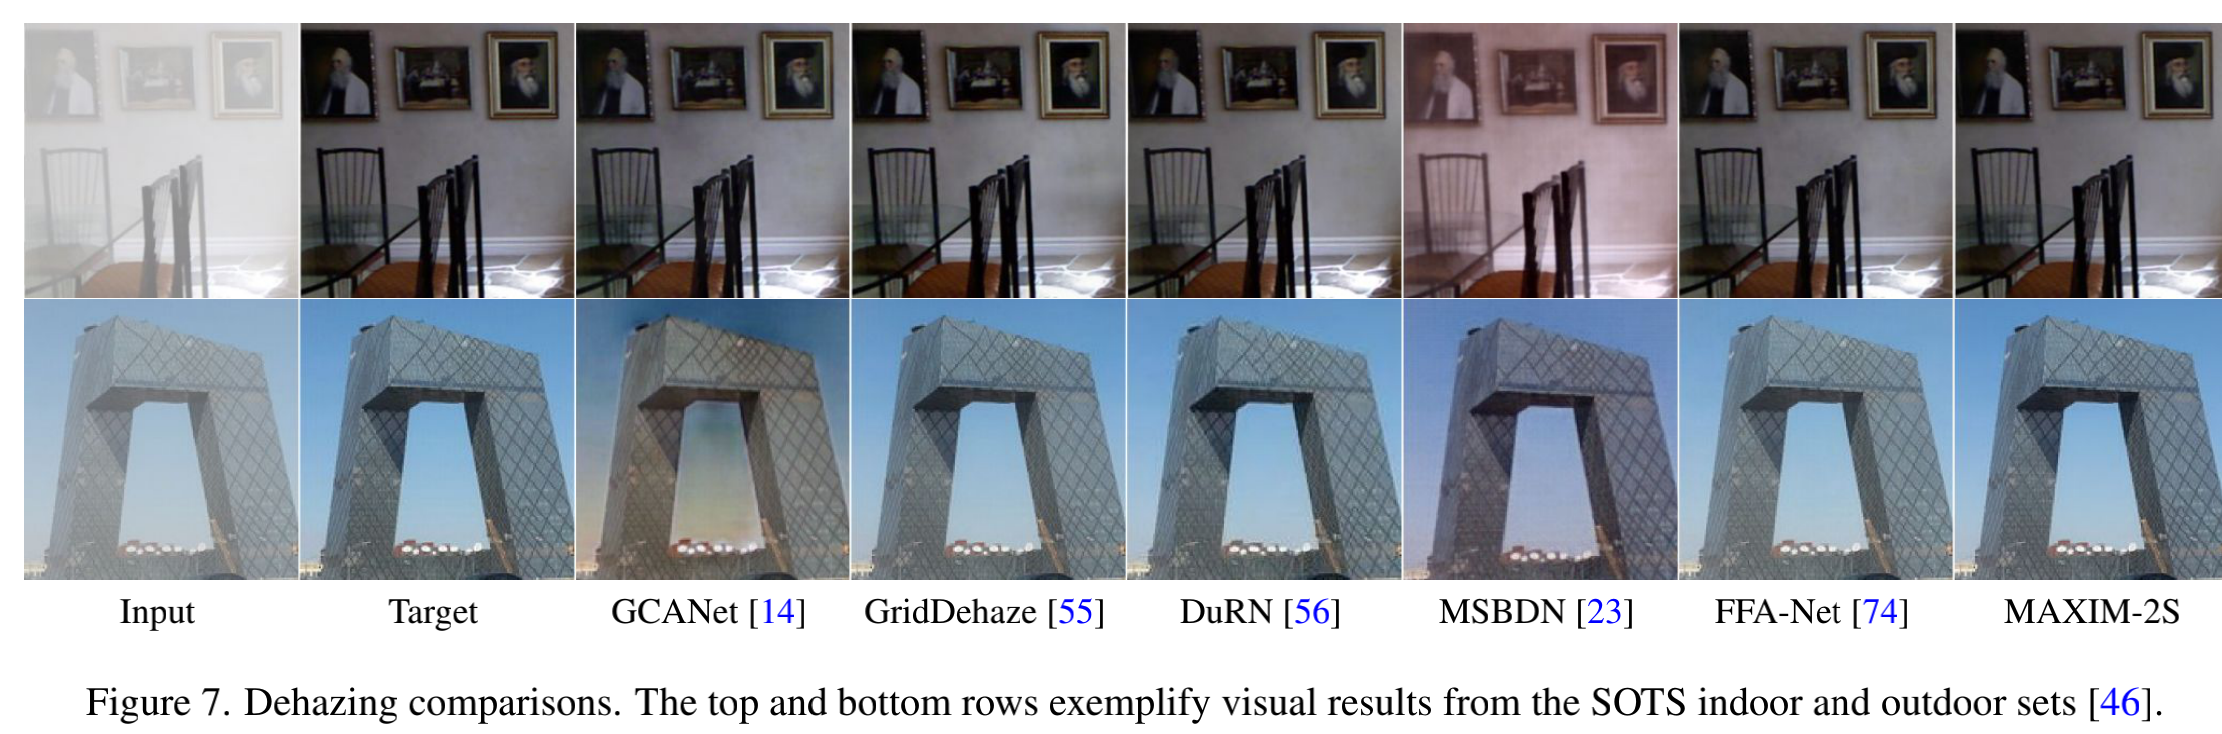 Input Target GCANet [14] GridDehaze [55] DuRN [56] MSBDN [23] FFA-Net [74] MAXIM-2S
Figure 7. Dehazing comparisons. The top and bottom rows exemplify visual results from the SOTS indoor and outdoor sets [46].